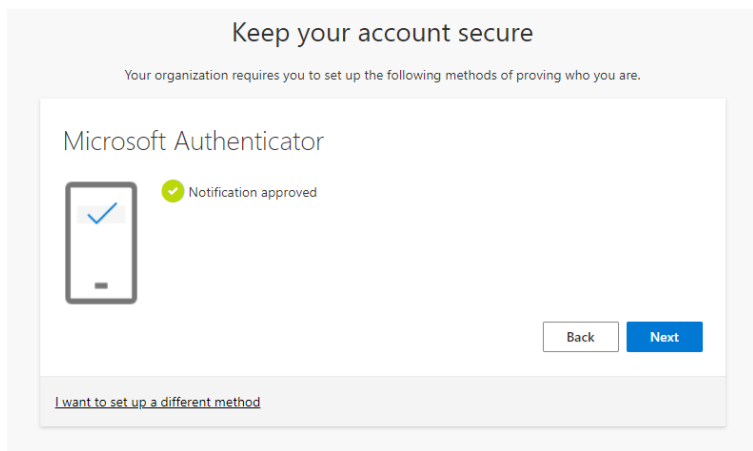 Keep your account secure
Your organization requires you to set up the following methods of proving who you are.
Microsoft Authenticator
Notification approved
Back
Next
I want to set up a different method